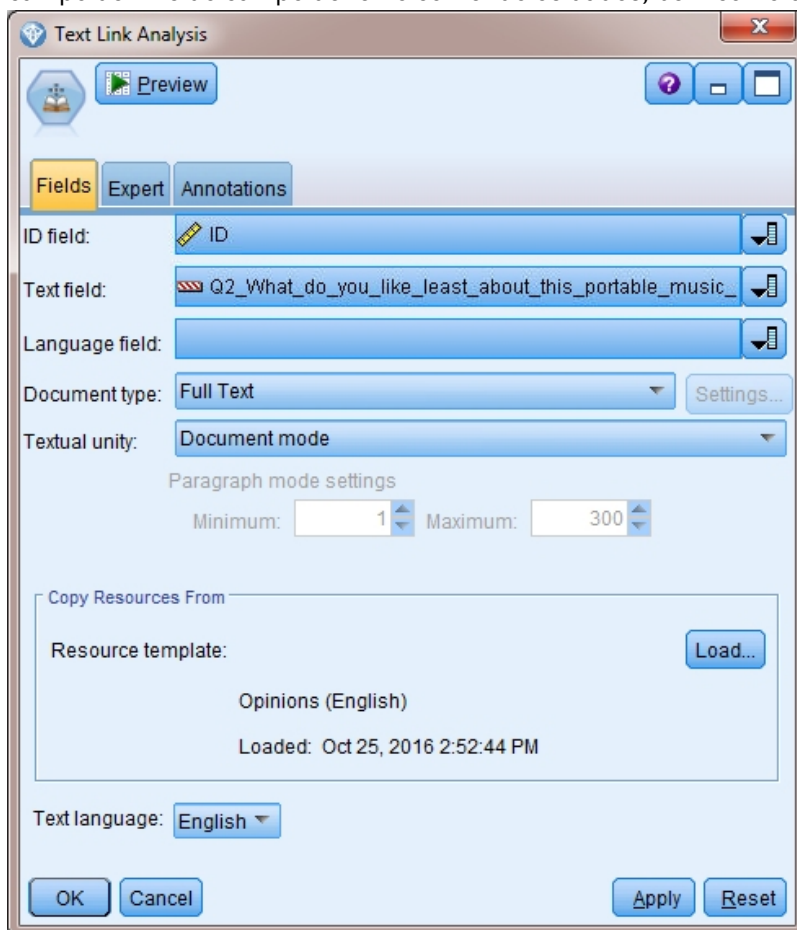 Text Link Analysis
Preview
Fields Expert Annotations
ID field: ID
Text field: Q2_What_do_you_like_least_about_this_portable_music_
Language field:
Document type: Full Text Settings...
Textual unity: Document mode
Paragraph mode settings
Minimum: 1 Maximum: 300
Copy Resources From
Resource template: Load...
Opinions (English)
Loaded: Oct 25, 2016 2:52:44 PM
Text language: English
OK Cancel Apply Reset